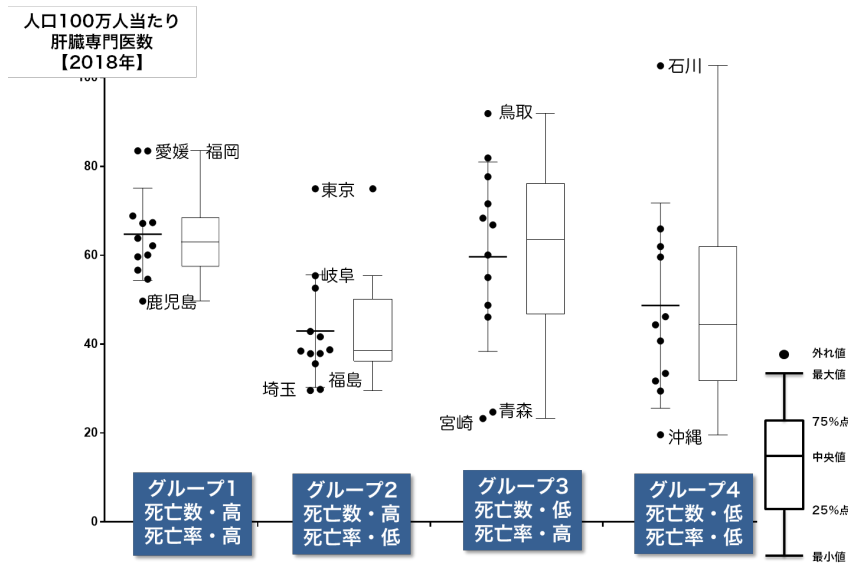 人口100万人当たり
肝臓専門医数
【2018年】
100
80
60
40
20
0
愛媛 福岡
鹿児島
東京
岐阜
埼玉
福島
鳥取
宮崎
青森
石川
沖縄
グループ1
死亡数・高
死亡率・高
グループ2
死亡数・高
死亡率・低
グループ3
死亡数・低
死亡率・高
グループ4
死亡数・低
死亡率・低
外れ値
最大値
75%点
中央値
25%点
最小値